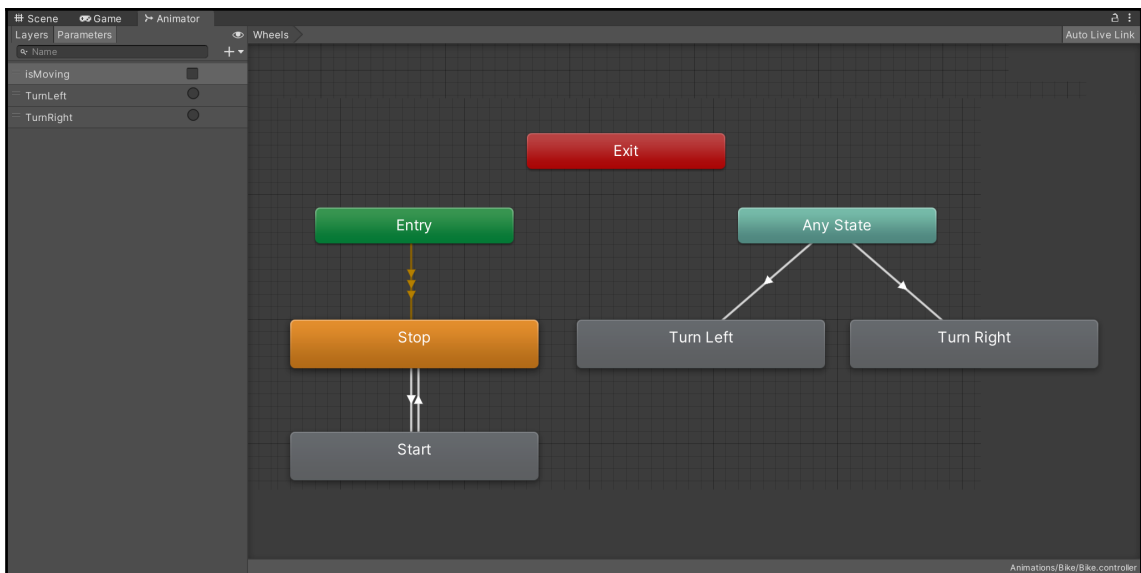 Scene Game Animator
Layers Parameters Wheels Auto Live Link
Name
isMoving
TurnLeft
TurnRight
Exit
Entry Any State
Stop Turn Left Turn Right
Start
Animations/Bike/Bike.controller